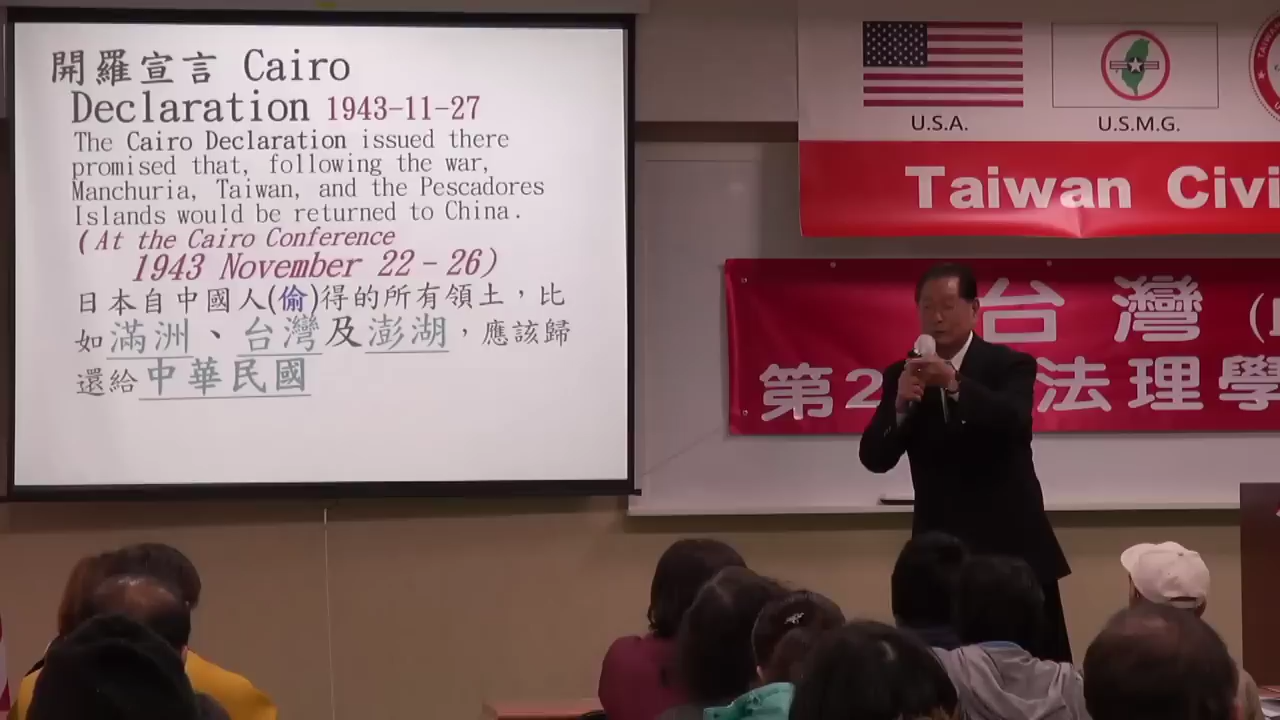 開羅宣言 Cairo
Declaration 1943-11-27
The Cairo Declaration issued there
promised that, following the war,
Manchuria, Taiwan, and the Pescadores
Islands would be returned to China.
(At the Cairo Conference
1943 November 22-26)
日本自中國人(偷)得的所有領土，比
如滿洲、台灣及澎湖，應該歸
還給中華民國
U.S.A.
U.S.M.G.
Taiwan Civi
台灣(
第2
法理學